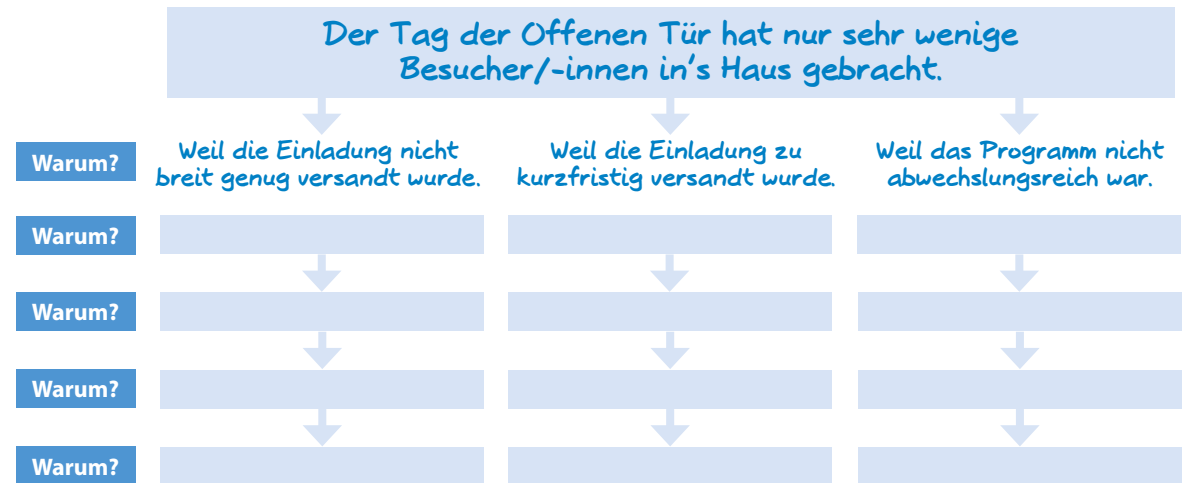 Der Tag der Offenen Tür hat nur sehr wenige
Besucher/-innen in's Haus gebracht.
Warum?
Weil die Einladung nicht
breit genug versandt wurde.
Weil die Einladung zu
kurzfristig versandt wurde.
Weil das Programm nicht
abwechslungsreich war.
Warum?
Warum?
Warum?
Warum?